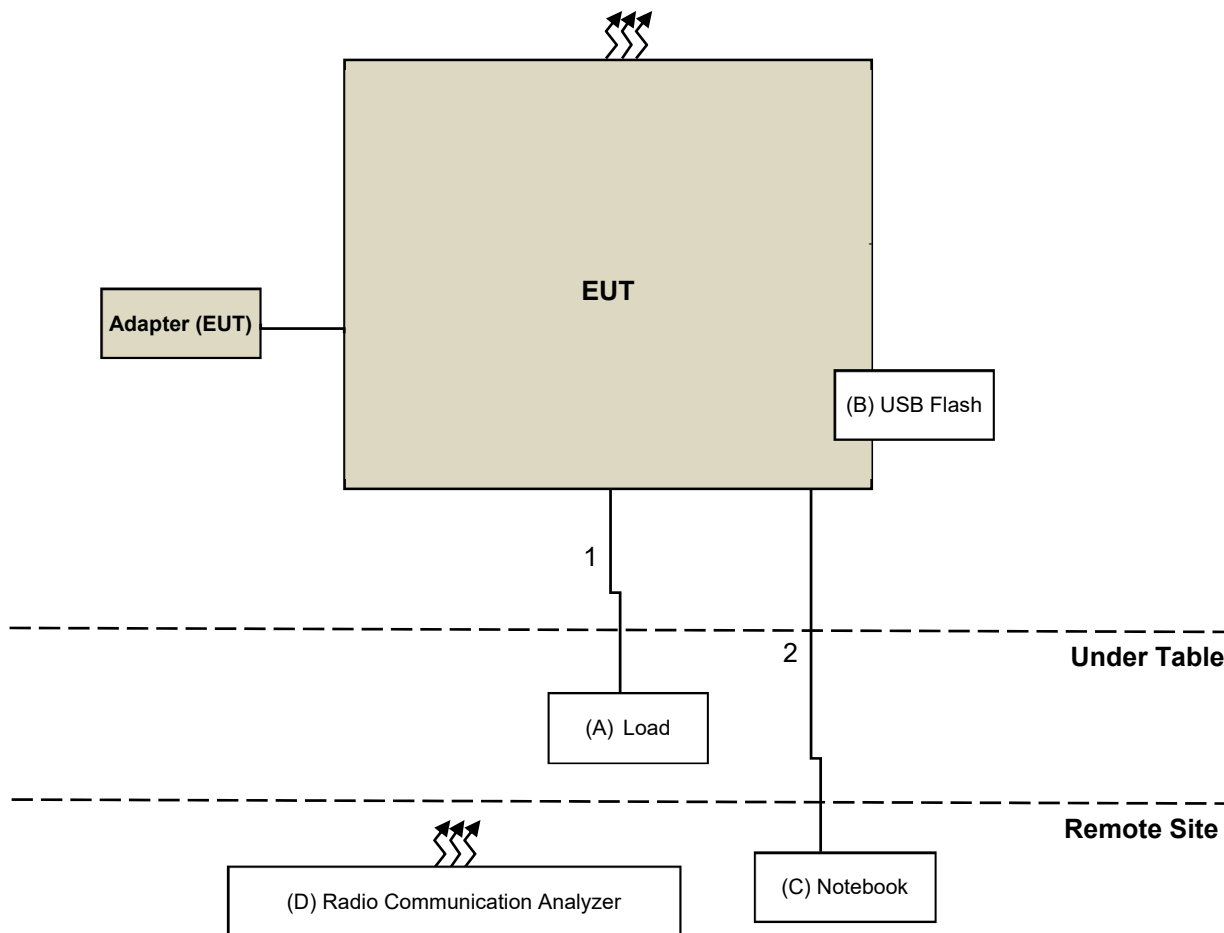 EUT
Adapter (EUT)
(B) USB Flash
1
2
Under Table
(A) Load
Remote Site
(D) Radio Communication Analyzer
(C) Notebook